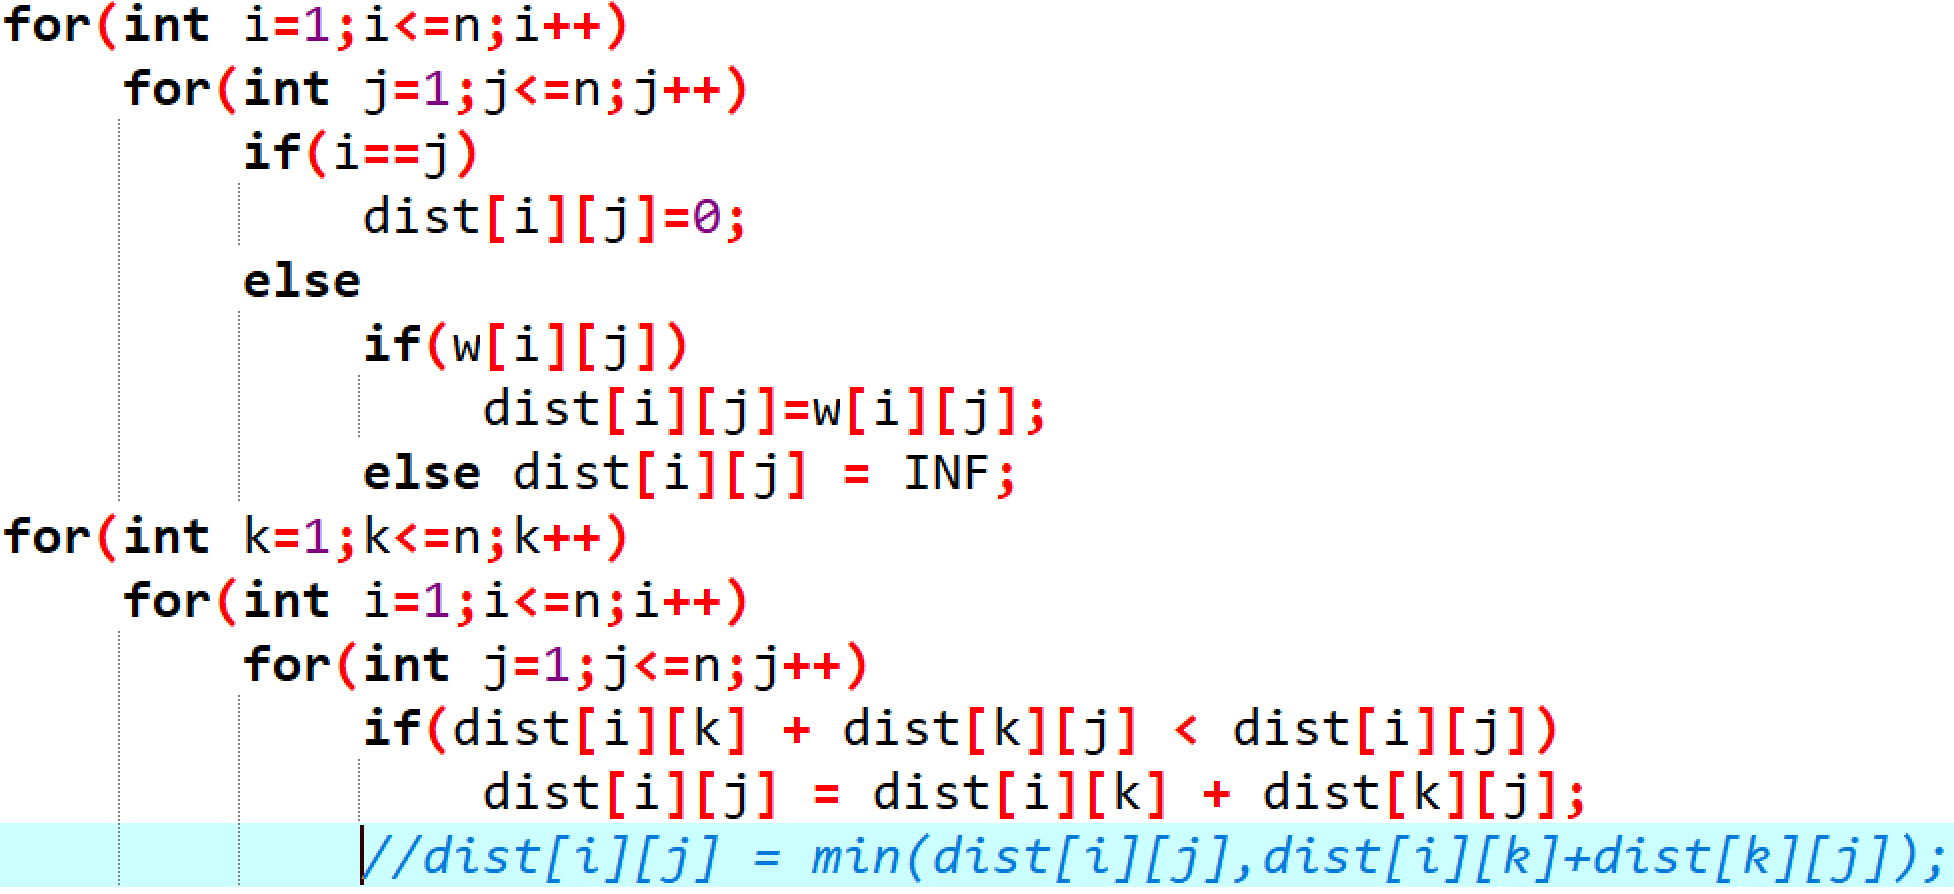 for(int i=1;i<=n;i++)
    for(int j=1;j<=n;j++)
        if(i==j)
            dist[i][j]=0;
        else
            if(w[i][j])
                dist[i][j]=w[i][j];
            else dist[i][j] = INF;
for(int k=1;k<=n;k++)
    for(int i=1;i<=n;i++)
        for(int j=1;j<=n;j++)
            if(dist[i][k] + dist[k][j] < dist[i][j])
                dist[i][j] = dist[i][k] + dist[k][j];
            //dist[i][j] = min(dist[i][j],dist[i][k]+dist[k][j]);